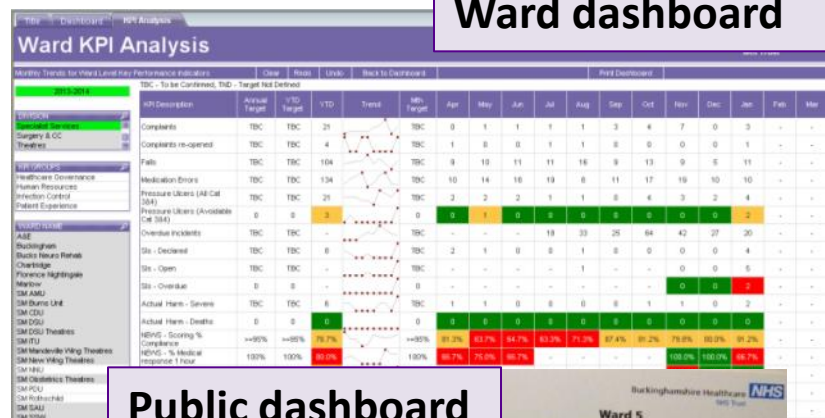 Title Dashboard KPI Analysis
Ward dashboard
Ward KPI Analysis
Monthly Trends for Ward Level Key Performance Indicators Clear Redo Undo Back to Dashboard Print Dashboard
2013-2014
TBC - To be Confirmed, TND - Target Not Defined
KPI Description Annual Target YTD Target YTD Trend Mth Target Apr May Jun Jul Aug Sep Oct Nov Dec Jan Feb Mar
DIVISION
Specialist Services
Surgery & CC
Theatres
KPI GROUPS
Healthcare Governance
Human Resources
Infection Control
Patient Experience
WARD NAME
A&E
Buckingham
Bucks Neuro Rehab
Chartridge
Florence Nightingale
Marlow
SM AMU
SM Burns Unit
SM CDU
SM DSU
SM DSU Theatres
SM ITU
SM Mandeville Wing Theatres
SM New Wing Theatres
SM NNU
SM Obstetrics Theatres
SM PDU
SM Rothschild
SM SAU
Complaints TBC TBC 21 TBC 0 1 1 1 1 3 4 7 0 3 - -
Complaints re-opened TBC TBC 4 TBC 1 0 0 1 1 0 0 0 0 1 - -
Falls TBC TBC 104 TBC 9 10 11 11 16 9 13 9 5 11 - -
Medication Errors TBC TBC 134 TBC 10 14 18 19 6 11 17 19 10 10 - -
Pressure Ulcers (All Cat 3&4) TBC TBC 21 TBC 2 2 2 1 1 0 4 3 2 4 - -
Pressure Ulcers (Avoidable Cat 3&4) 0 0 3 0 0 1 0 0 0 0 0 0 0 2 - -
Overdue Incidents TBC TBC - TBC - - - 18 33 25 64 42 27 20 - -
SIs - Declared TBC TBC 8 TBC 2 1 0 0 1 0 0 0 0 4 - -
SIs - Open TBC TBC - TBC - - - - 1 - - 0 0 5 - -
SIs - Overdue 0 0 - 0 - - - - - - - 0 0 2 - -
Actual Harm - Severe TBC TBC 6 TBC 1 1 0 0 0 0 1 1 0 2 - -
Actual Harm - Deaths 0 0 0 0 0 0 0 0 0 0 0 0 0 0 - -
NEWS - Scoring % Compliance >=95% >=95% 78.7% >=95% 81.3% 83.7% 84.7% 83.3% 71.3% 87.4% 81.2% 79.8% 80.0% 91.2% - -
NEWS - % Medical response 1 hour 100% 100% 80.0% 100% 66.7% 75.0% 66.7% - - - - 100.0% 100.0% 66.7% - -
Public dashboard
Buckinghamshire Healthcare NHS
NHS Trust
Ward 5